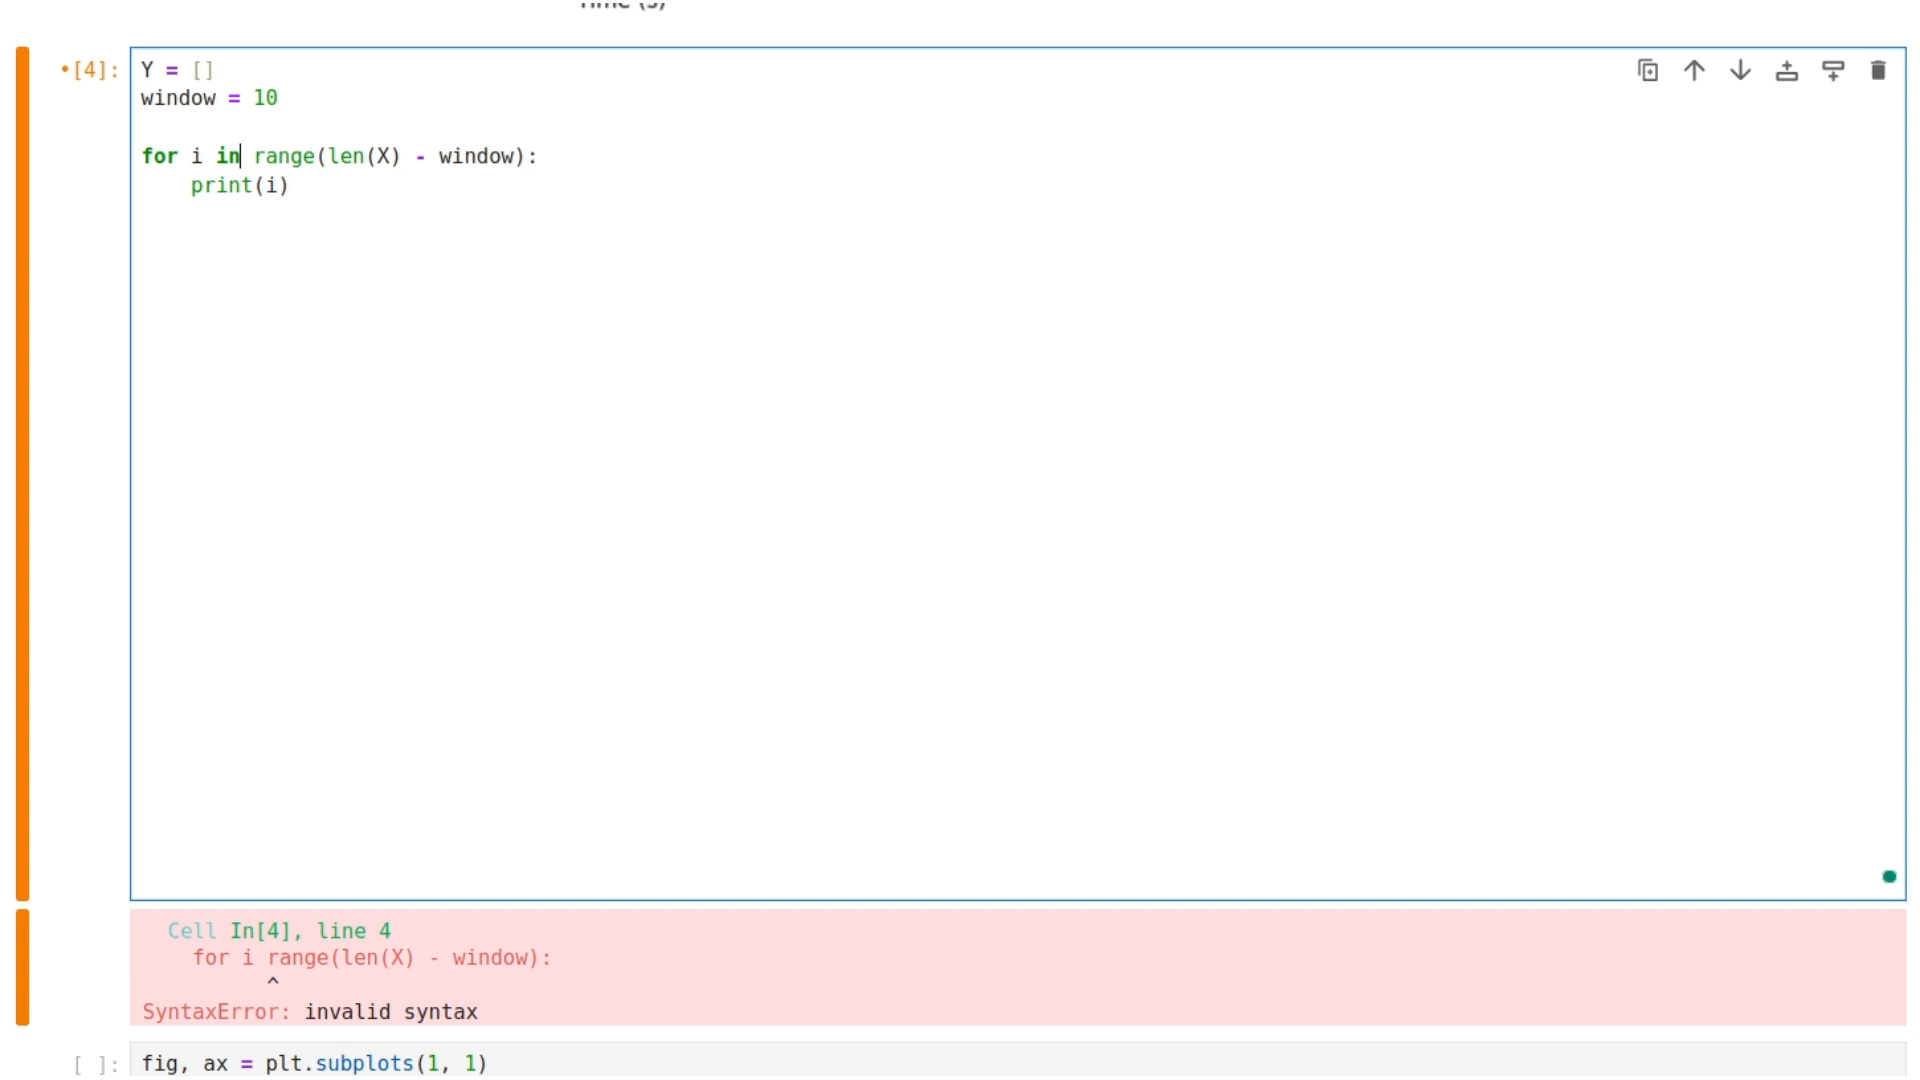 Time (s)
•[4]:
Y = []
window = 10
for i in range(len(X) - window):
    print(i)
Cell In[4], line 4
    for i range(len(X) - window):
          ^
SyntaxError: invalid syntax
[ ]:
fig, ax = plt.subplots(1, 1)